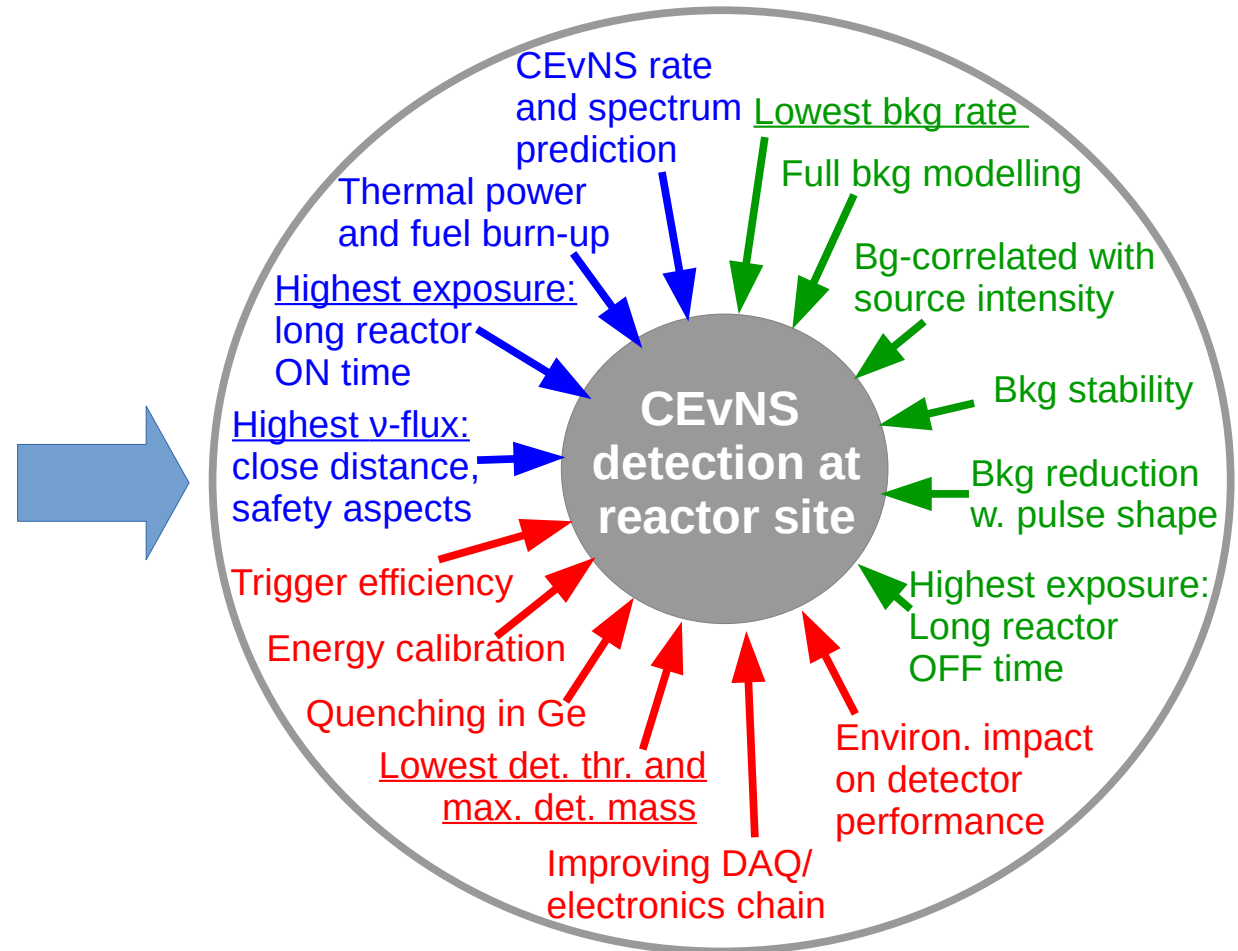 CEvNS rate
and spectrum
prediction
Lowest bkg rate
Full bkg modelling
Thermal power
and fuel burn-up
Bg-correlated with
source intensity
Highest exposure:
long reactor
ON time
Bkg stability
CEvNS
detection at
reactor site
Highest ν-flux:
close distance,
safety aspects
Bkg reduction
w. pulse shape
Trigger efficiency
Highest exposure:
Long reactor
OFF time
Energy calibration
Quenching in Ge
Lowest det. thr. and
max. det. mass
Environ. impact
on detector
performance
Improving DAQ/
electronics chain